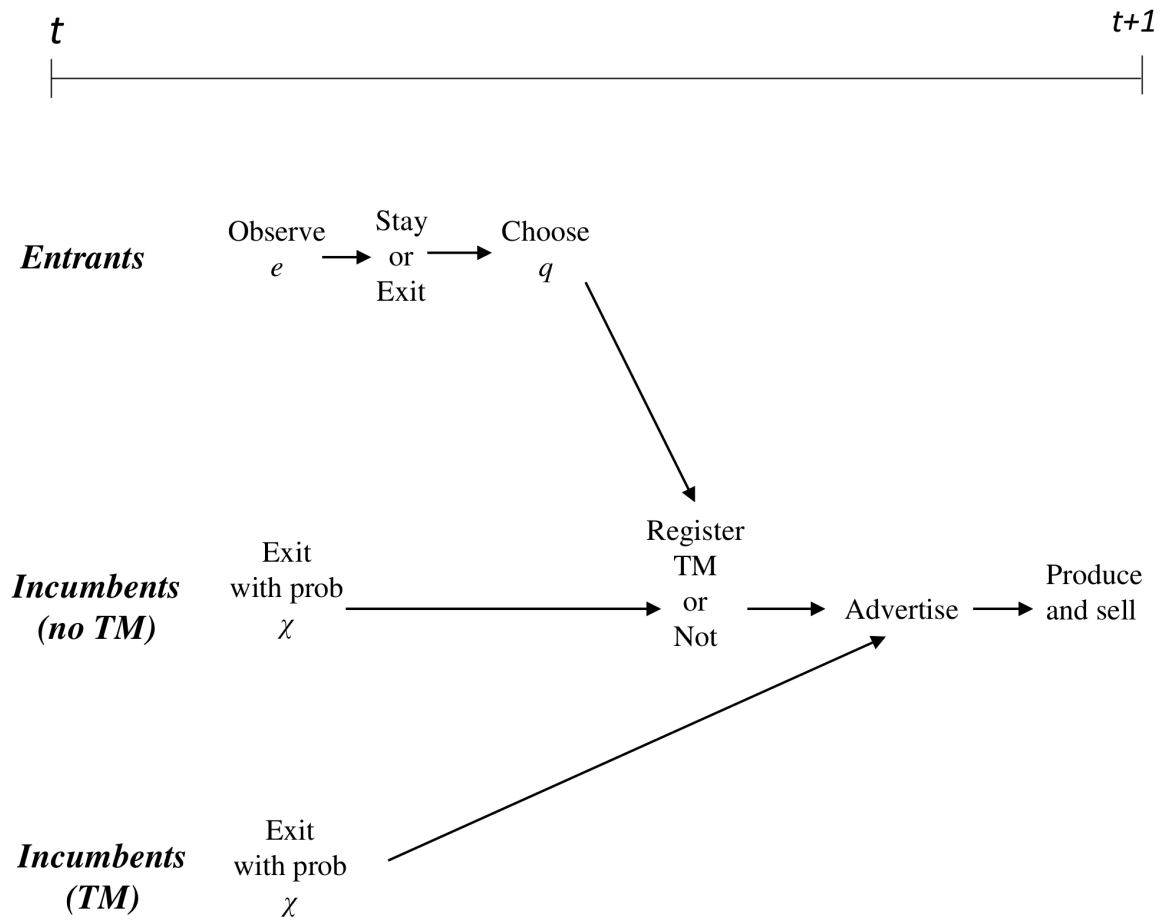 t
t+1
Entrants
Observe
e
Stay
or
Exit
Choose
q
Incumbents
(no TM)
Exit
with prob
χ
Register
TM
or
Not
Advertise
Produce
and sell
Incumbents
(TM)
Exit
with prob
χ